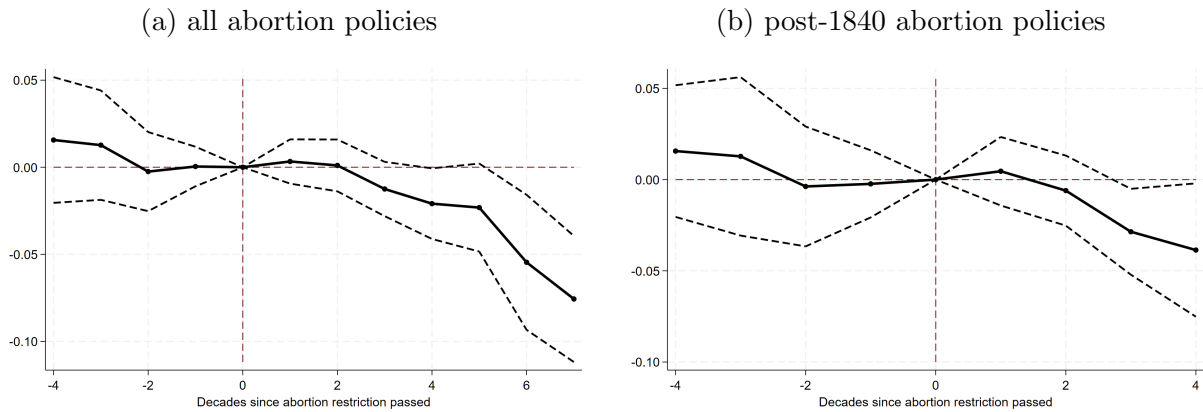 (a) all abortion policies
0.05
0.00
-0.05
-0.10
-4 -2 0 2 4 6
Decades since abortion restriction passed
(b) post-1840 abortion policies
0.05
0.00
-0.05
-0.10
-4 -2 0 2 4
Decades since abortion restriction passed